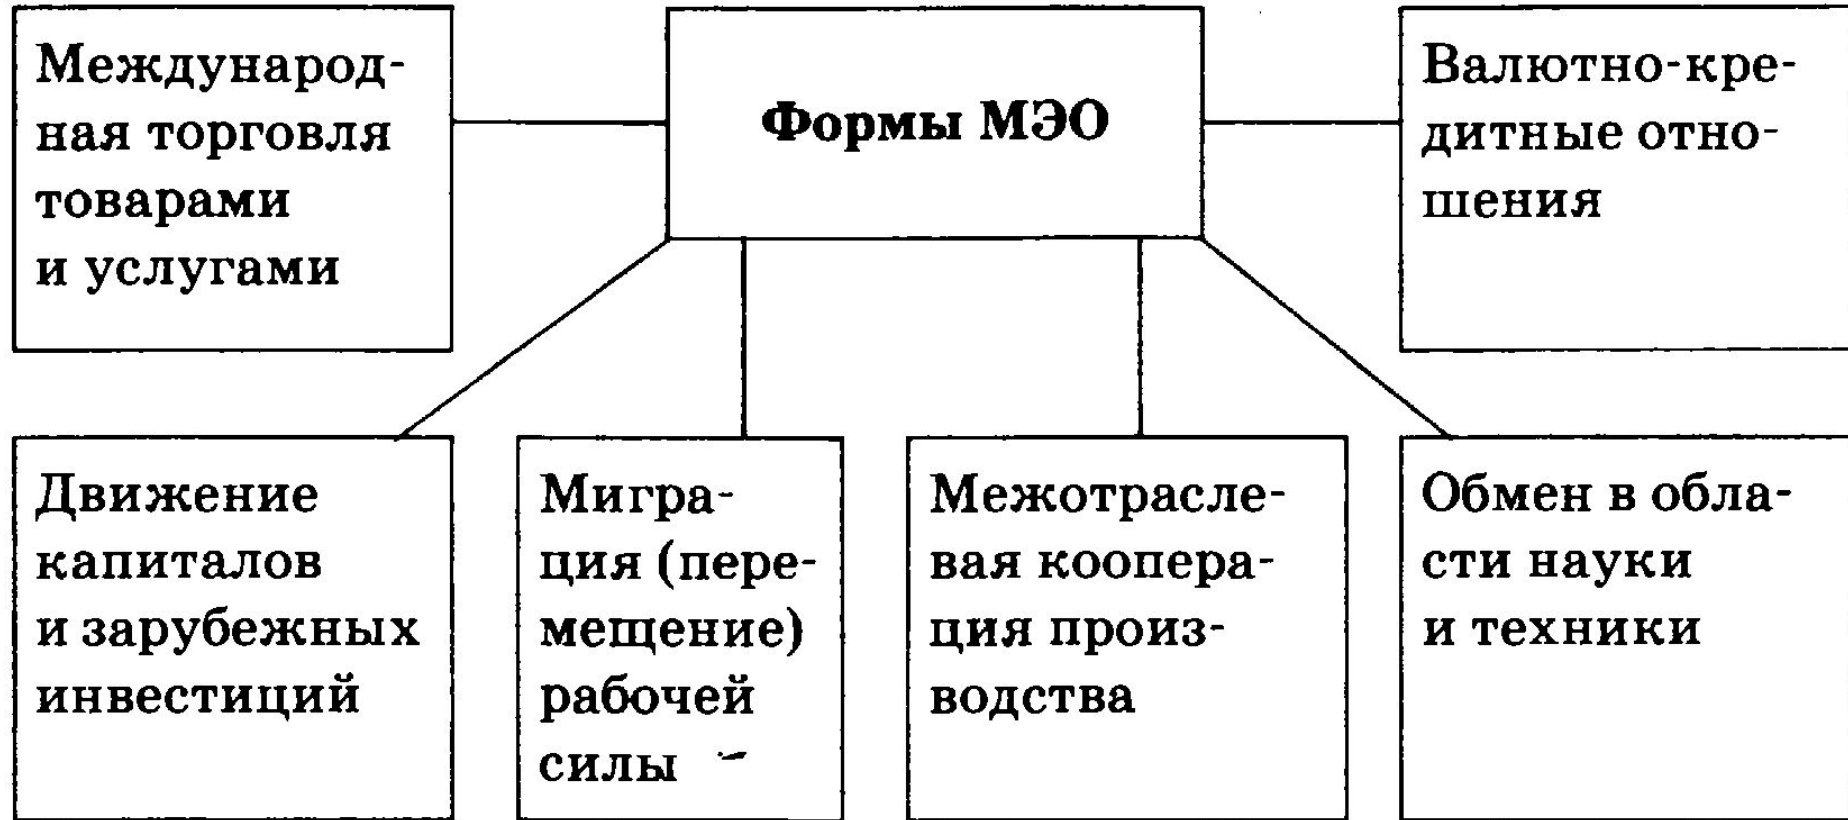 Международ-
ная торговля
товарами
и услугами
Формы МЭО
Валютно-кре-
дитные отно-
шения
Движение
капиталов
и зарубежных
инвестиций
Мигра-
ция (пере-
мещение)
рабочей
силы
Межотрасле-
вая коопера-
ция произ-
водства
Обмен в обла-
сти науки
и техники